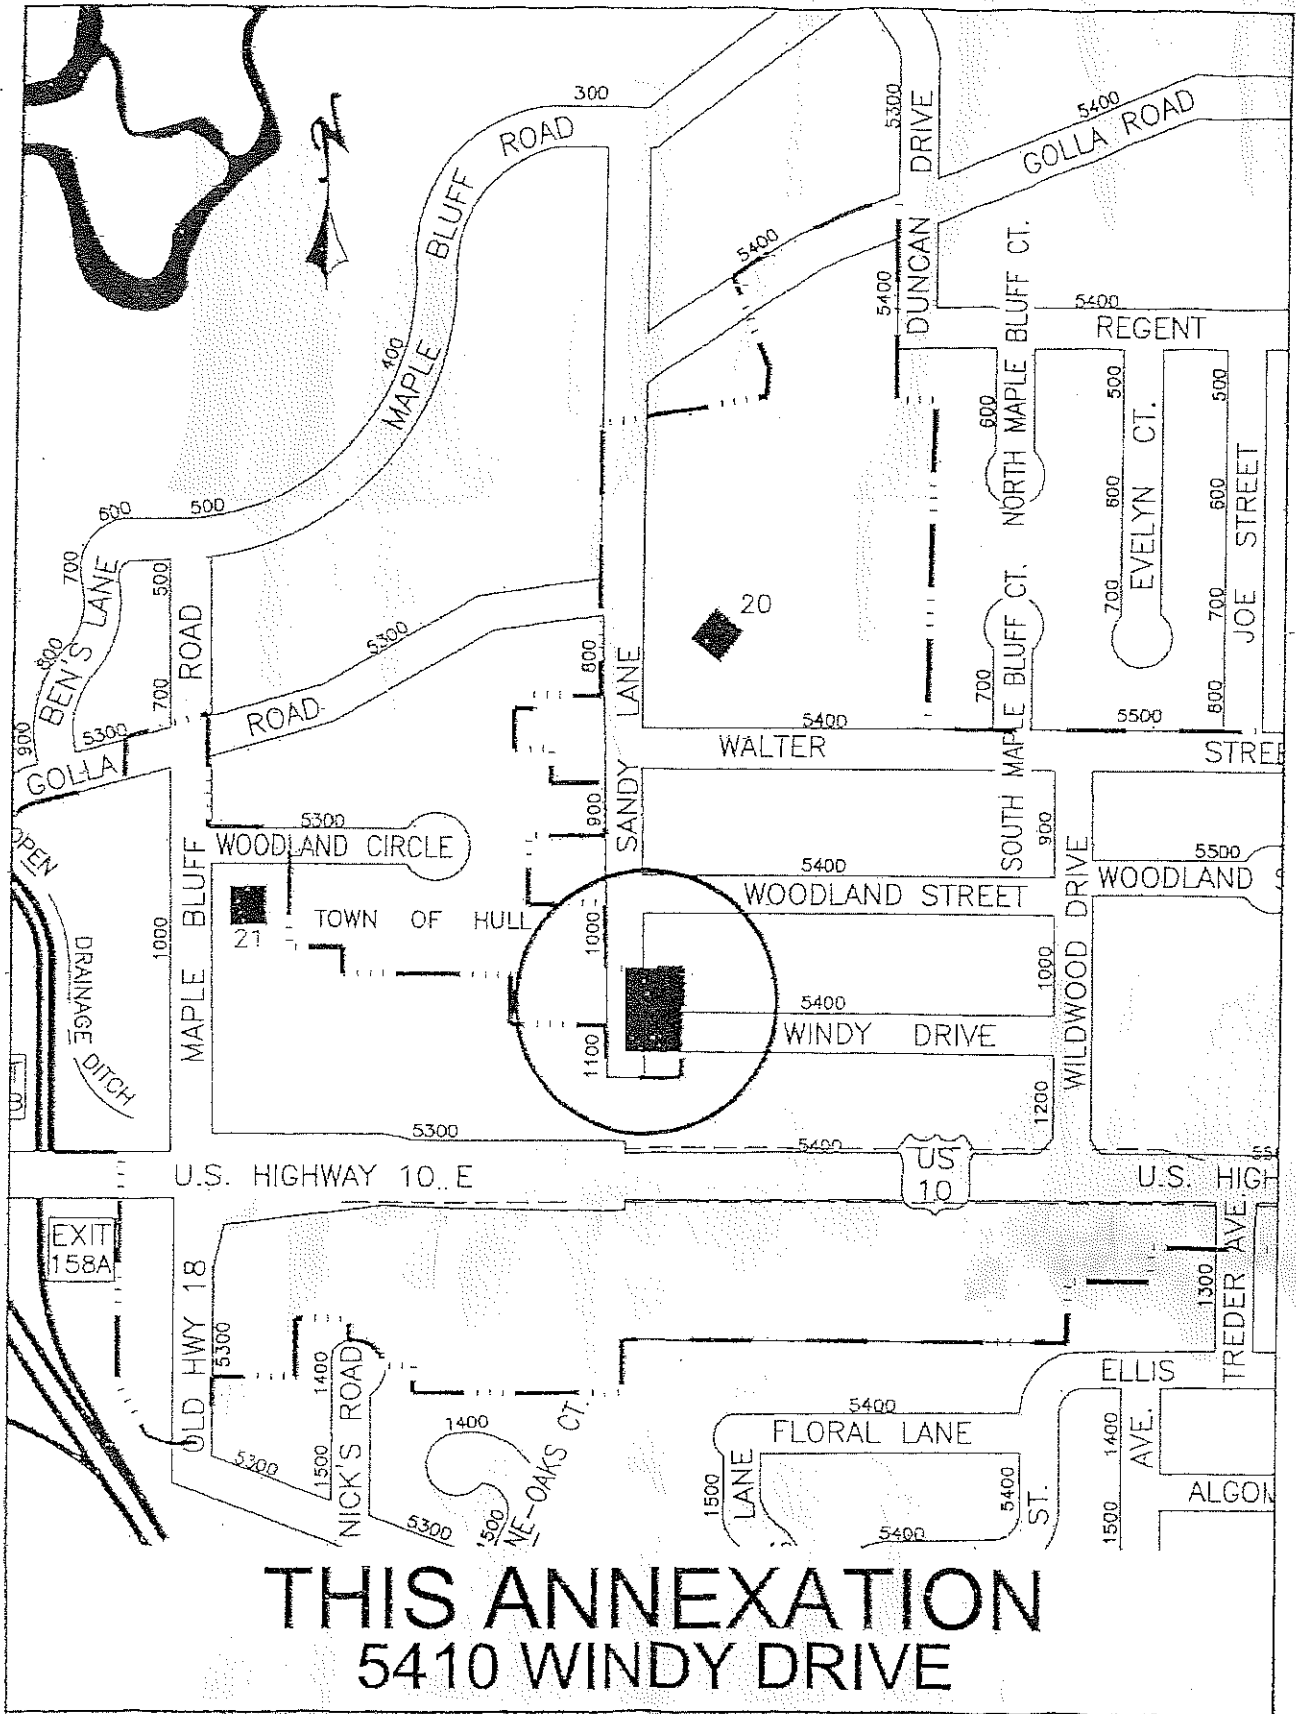 N
300
MAPLE BLUFF ROAD
5300
DUNCAN DRIVE
5400
GOLLA ROAD
5400
5400
5400
REGENT
400
600
500
500
NORTH MAPLE BLUFF CT.
600
500
600
600
EVELYN CT.
JOE STREET
700
BEN'S LANE
500
800
700
ROAD
5300
ROAD
900
5300
GOLLA
800
SANDY LANE
20
700
SOUTH MAPLE BLUFF CT.
700
700
800
5400
5500
WALTER
STREE
900
900
OPEN
DRAINAGE DITCH
5300
WOODLAND CIRCLE
5400
WOODLAND STREET
5500
WOODLAND S
21
TOWN OF HULL
1000
MAPLE BLUFF
1000
1000
WILDWOOD DRIVE
5400
WINDY DRIVE
1100
1200
5300
5400
U.S. HIGHWAY 10 E
US
10
U.S. HIGH
EXIT
158A
OLD HWY 18
5300
1300
TREDER AVE.
1400
1500
NICK'S ROAD
5300
5300
1400
1500
NE-OAKS CT.
ELLIS
5400
FLORAL LANE
1500
LANE
5400
5400
ST.
1400
1500
AVE.
ALGOM
THIS ANNEXATION
5410 WINDY DRIVE